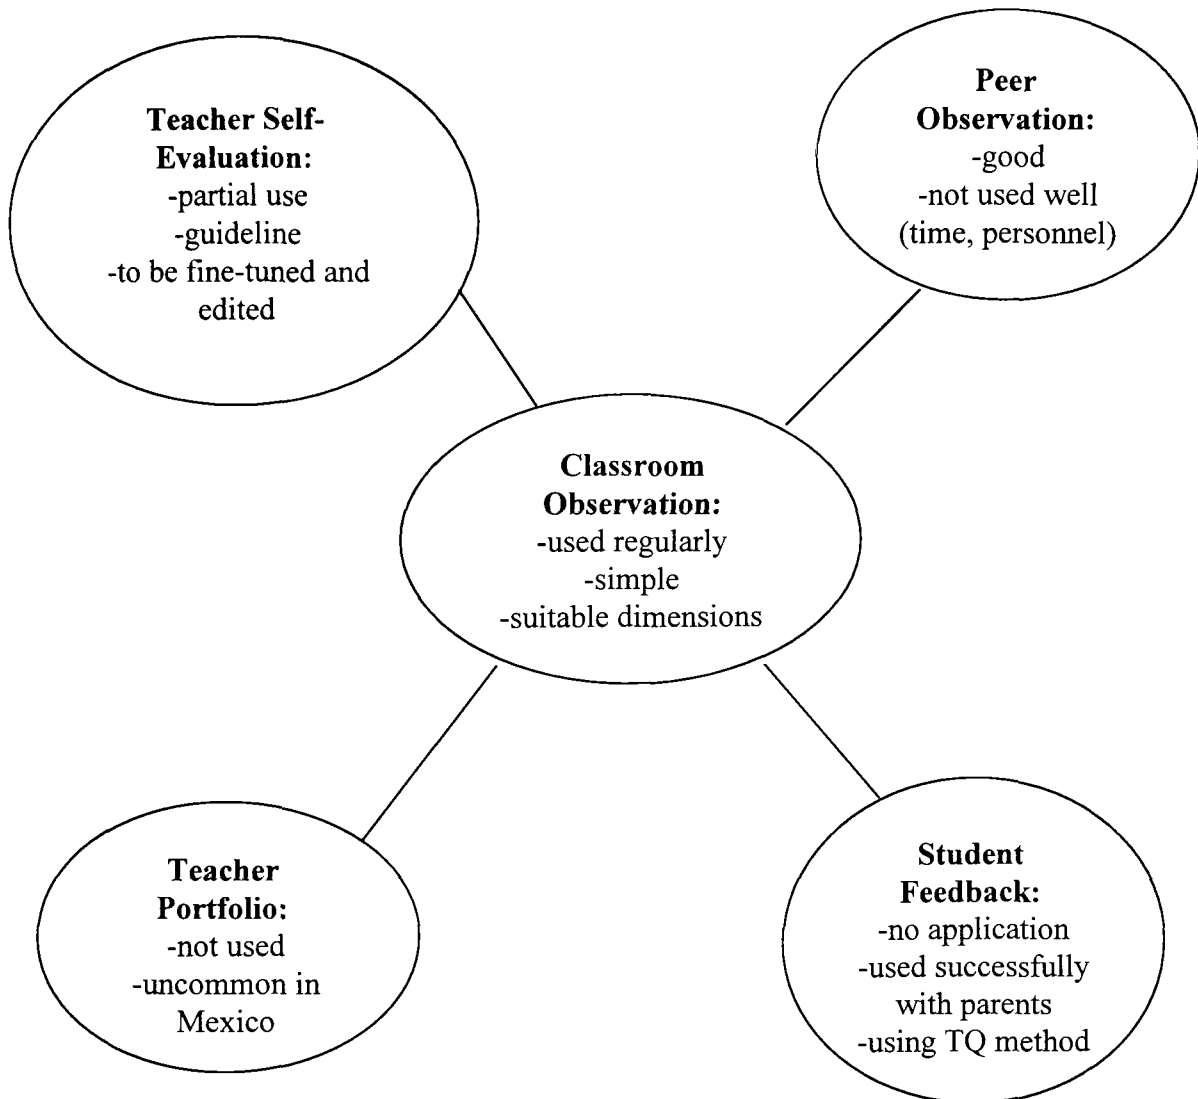 Teacher Self-
Evaluation:
-partial use
-guideline
-to be fine-tuned and
edited
Peer
Observation:
-good
-not used well
(time, personnel)
Classroom
Observation:
-used regularly
-simple
-suitable dimensions
Teacher
Portfolio:
-not used
-uncommon in
Mexico
Student
Feedback:
-no application
-used successfully
with parents
-using TQ method